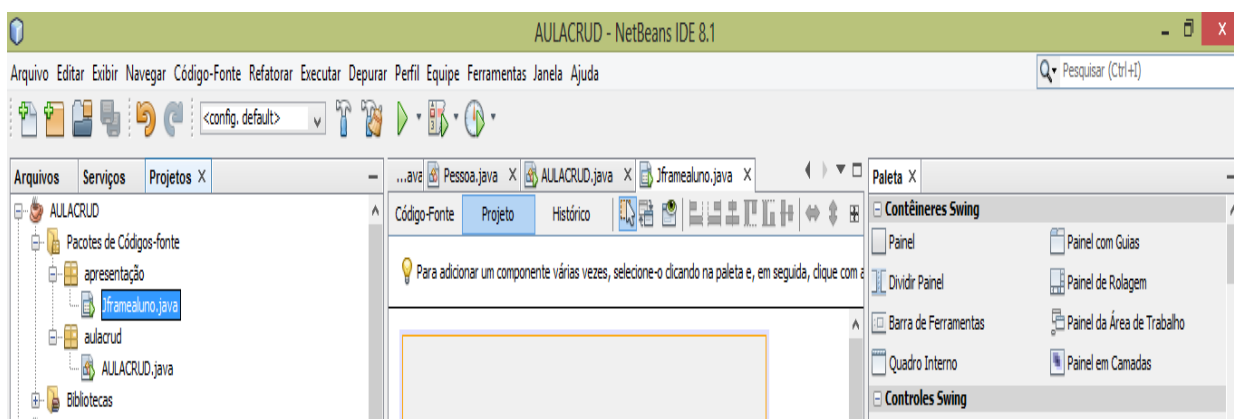 AULACRUD - NetBeans IDE 8.1
Arquivo Editar Exibir Navegar Código-Fonte Refatorar Executar Depurar Perfil Equipe Ferramentas Janela Ajuda
Pesquisar (Ctrl+I)
<config. default>
Arquivos Serviços Projetos X
...ava Pessoa.java X AULACRUD.java X Jframealuno.java X
Paleta X
AULACRUD
Pacotes de Códigos-fonte
apresentação
Jframealuno.java
aulacrud
AULACRUD.java
Bibliotecas
Código-Fonte Projeto Histórico
Para adicionar um componente várias vezes, selecione-o clicando na paleta e, em seguida, clique com a
Contêineres Swing
Painel Painel com Guias
Dividir Painel Painel de Rolagem
Barra de Ferramentas Painel da Área de Trabalho
Quadro Interno Painel em Camadas
Controles Swing